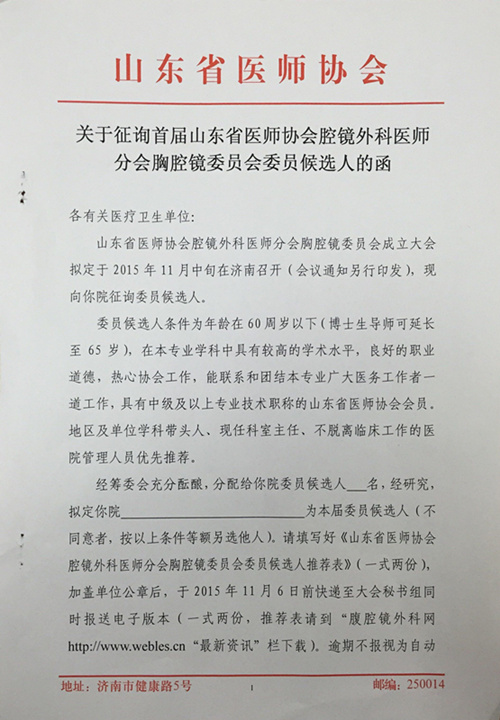 山东省医师协会
关于征询首届山东省医师协会腔镜外科医师
分会胸腔镜委员会委员候选人的函
各有关医疗卫生单位:
山东省医师协会腔镜外科医师分会胸腔镜委员会成立大会
拟定于 2015 年 11 月中旬在济南召开（会议通知另行印发），现
向你院征询委员候选人。
委员候选人条件为年龄在 60 周岁以下（博士生导师可延长
至 65 岁），在本专业学科中具有较高的学术水平，良好的职业
道德，热心协会工作，能联系和团结本专业广大医务工作者一
道工作，具有中级及以上专业技术职称的山东省医师协会会员。
地区及单位学科带头人、现任科室主任、不脱离临床工作的医
院管理人员优先推荐。
经筹委会充分酝酿，分配给你院委员候选人___名，经研究，
拟定你院____________________为本届委员候选人（不
同意者，按以上条件等额另选他人）。请填写好《山东省医师协会
腔镜外科医师分会胸腔镜委员会委员候选人推荐表》（一式两份），
加盖单位公章后，于 2015 年 11 月 6 日前快递至大会秘书组同
时报送电子版本（一式两份，推荐表请到“腹腔镜外科网
http://www.webles.cn “最新资讯”栏下载）。逾期不报视为自动
地址: 济南市健康路5号 1 邮编: 250014